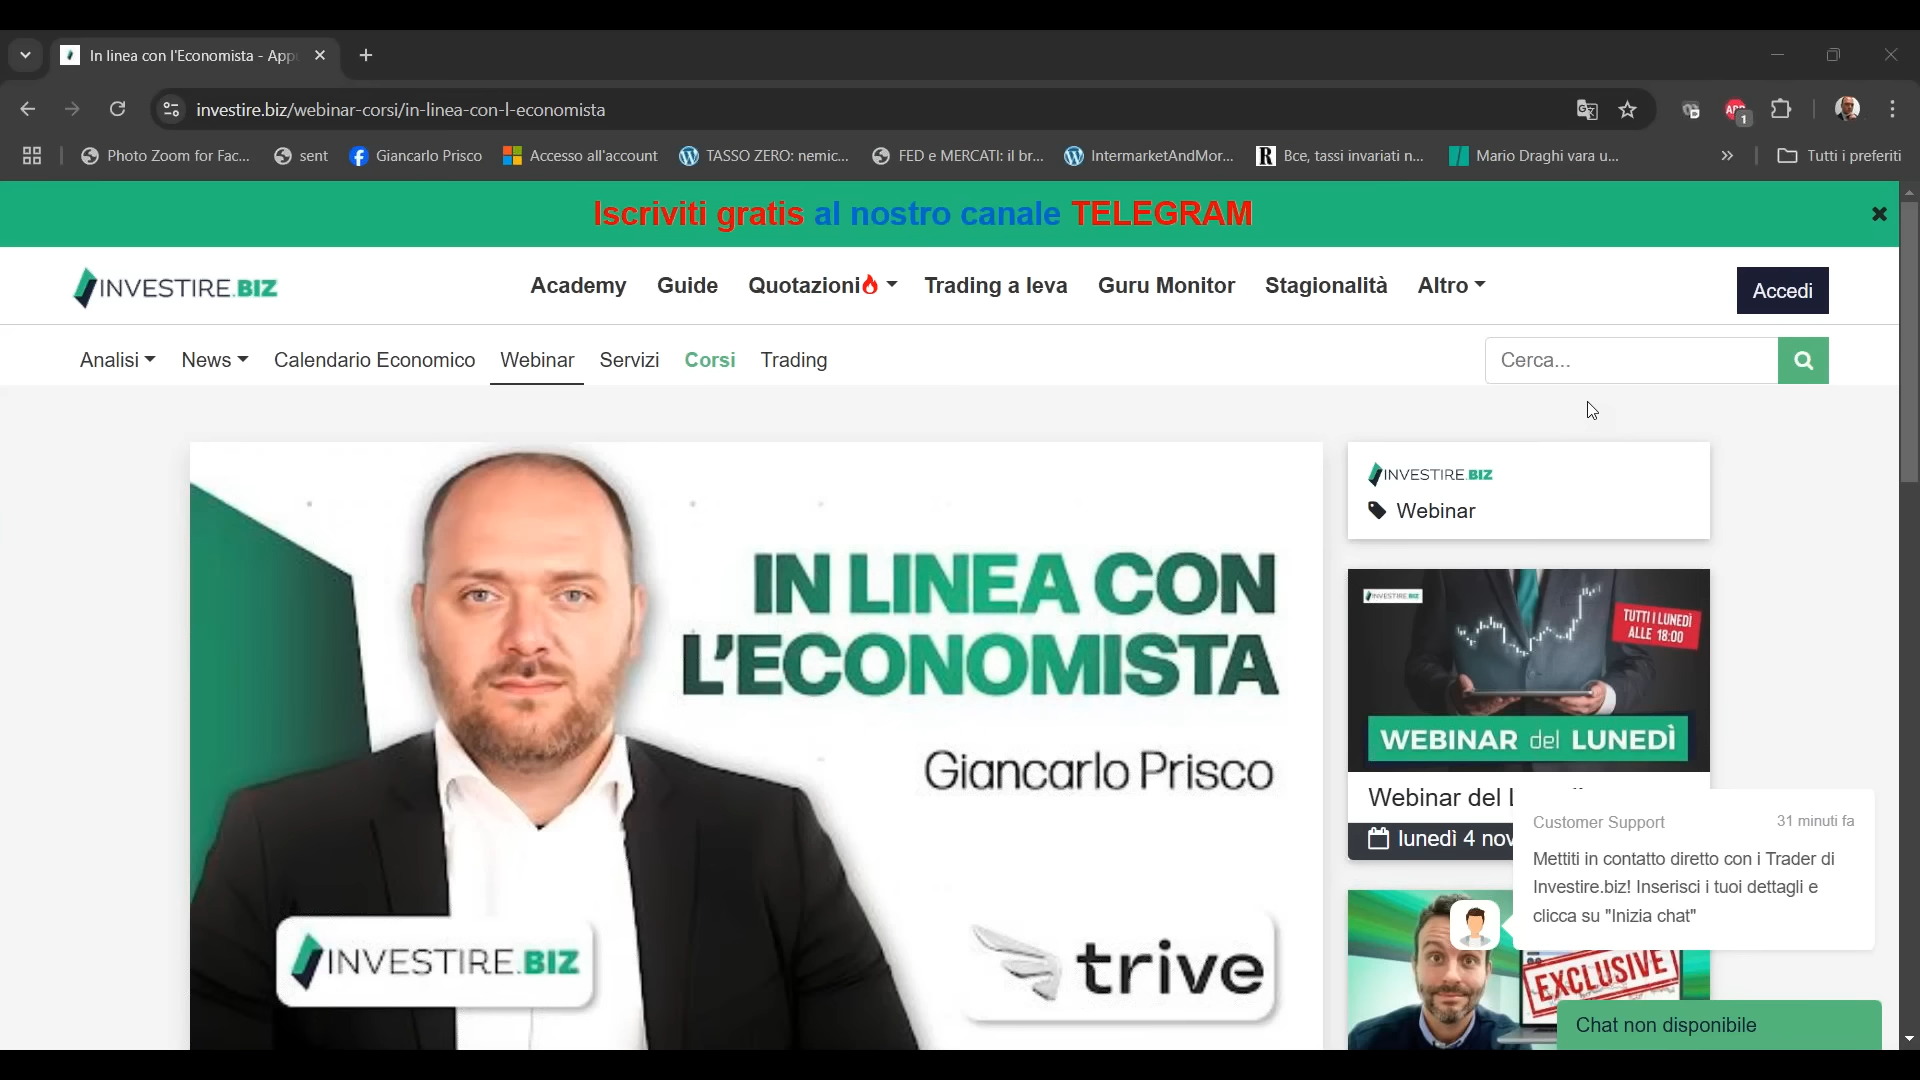 In linea con l'Economista - App
investire.biz/webinar-corsi/in-linea-con-l-economista
ABP
1
Photo Zoom for Fac...
sent
Giancarlo Prisco
Accesso all'account
TASSO ZERO: nemic...
FED e MERCATI: il br...
IntermarketAndMor...
R
Bce, tassi invariati n...
Mario Draghi vara u...
Tutti i preferiti
Iscriviti gratis al nostro canale TELEGRAM
INVESTIRE.BIZ
Academy
Guide
Quotazioni
Trading a leva
Guru Monitor
Stagionalità
Altro
Accedi
Analisi
News
Calendario Economico
Webinar
Servizi
Corsi
Trading
Cerca...
IN LINEA CON
L'ECONOMISTA
Giancarlo Prisco
INVESTIRE.BIZ
trive
INVESTIRE.BIZ
Webinar
INVESTIRE.BIZ
TUTTI I LUNEDÌ
ALLE 18:00
WEBINAR del LUNEDÌ
Webinar del
lunedì 4 nov
Customer Support
31 minuti fa
Mettiti in contatto diretto con i Trader di
Investire.biz! Inserisci i tuoi dettagli e
clicca su "Inizia chat"
EXCLUSIVE
Chat non disponibile